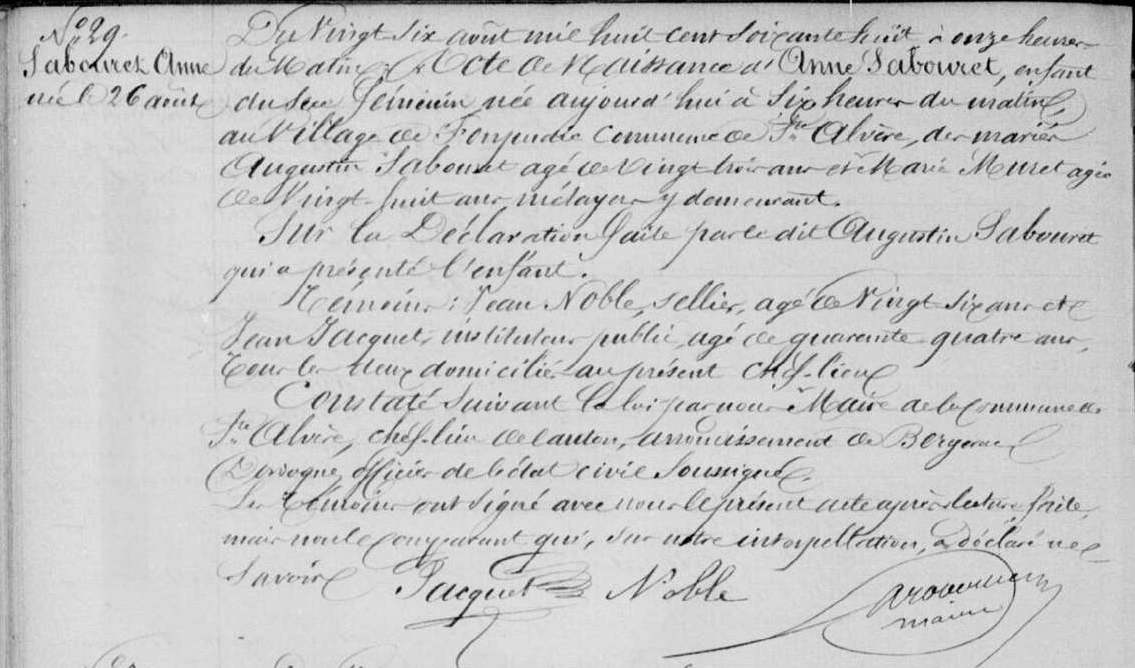 No 29.
Sabouret Anne
née le 26 août
Du Vingt Six août mil huit cent soixante huit à onze heures
du Matin. Acte de Naissance d'Anne Sabouret, enfant
du sexe féminin née aujourd'hui à Six heures du matin,
au Village de commune de Ste Alvère, des mariés
Augustin Sabouret agé de Vingt trois ans et Marie Muret agée
de Vingt-huit ans, métayers y demeurant.
Sur la Déclaration faite par le dit Augustin Sabouret
qui a présenté l'enfant.
Témoins : Jean Noble, sellier, agé de Vingt six ans et
Jean Jacquet, instituteur public, agé de quarante quatre ans,
tous les deux domiciliés au présent chef-lieu
Constaté suivant la loi par nous Maire de la Commune de
Ste Alvère, chef-lieu de canton, arrondissement de Bergerac
Dordogne, officier de l'état civil soussigné.
Les témoins ont signé avec nous le présent acte après lecture faite,
mais non le comparant qui, sur notre interpellation, a déclaré ne
savoir
Jacquet Noble
maire